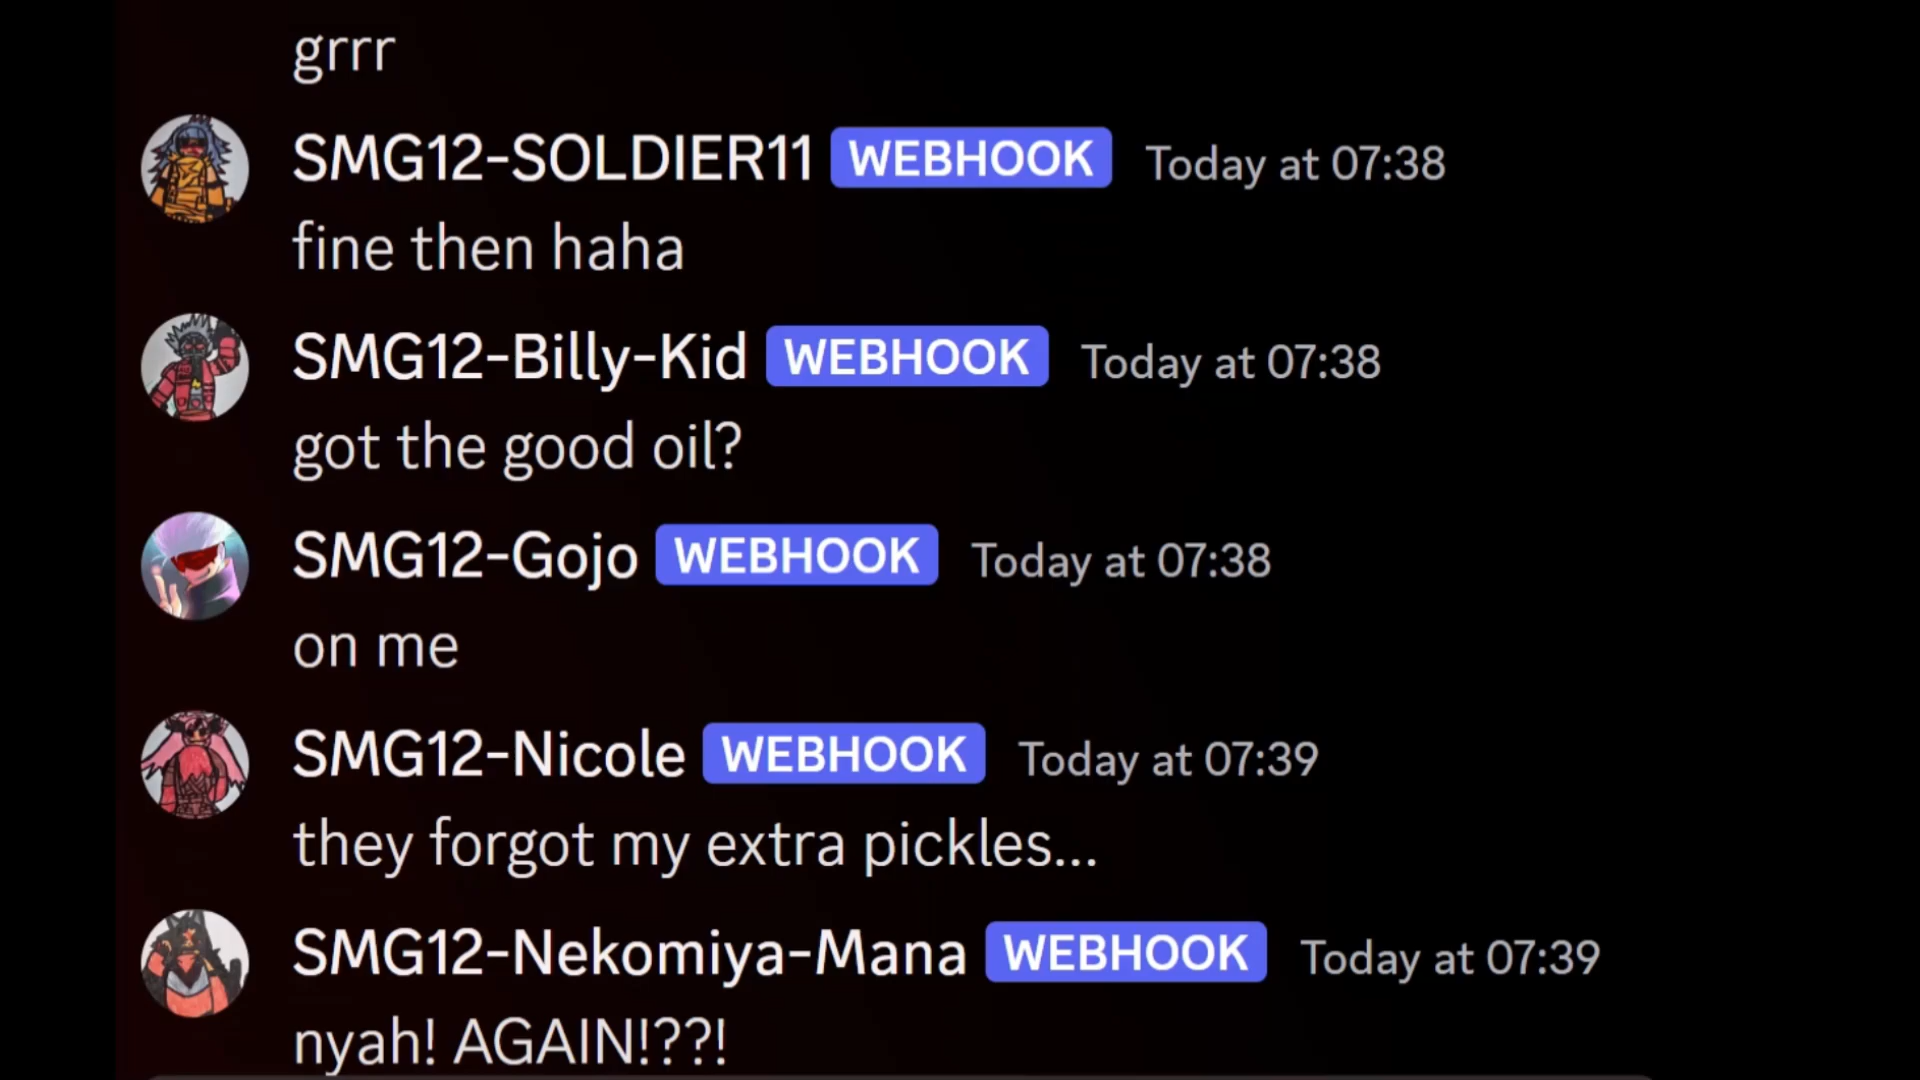 grrr
SMG12-SOLDIER11 WEBHOOK Today at 07:38
fine then haha
SMG12-Billy-Kid WEBHOOK Today at 07:38
got the good oil?
SMG12-Gojo WEBHOOK Today at 07:38
on me
SMG12-Nicole WEBHOOK Today at 07:39
they forgot my extra pickles...
SMG12-Nekomiya-Mana WEBHOOK Today at 07:39
nyah! AGAIN!??!